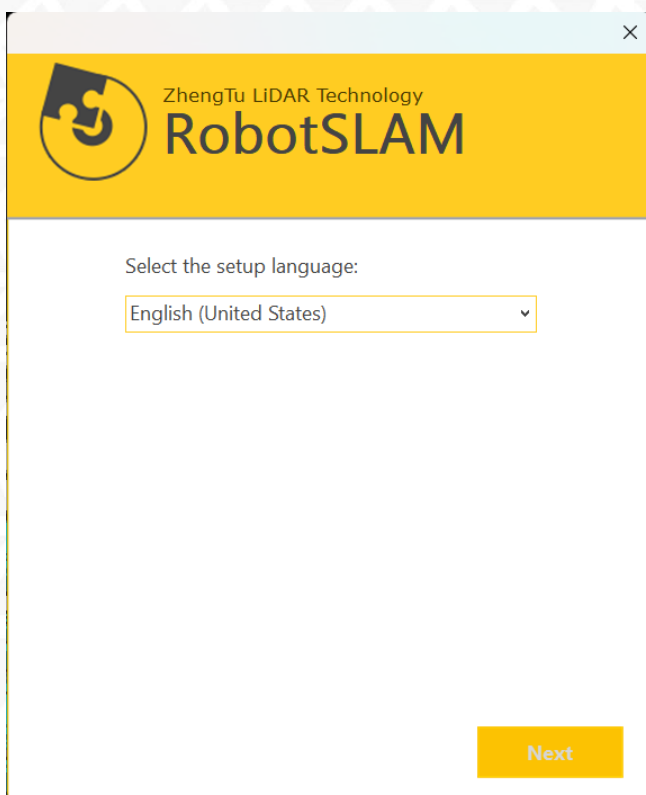 ZhengTu LiDAR Technology
RobotSLAM
Select the setup language:
English (United States)
Next